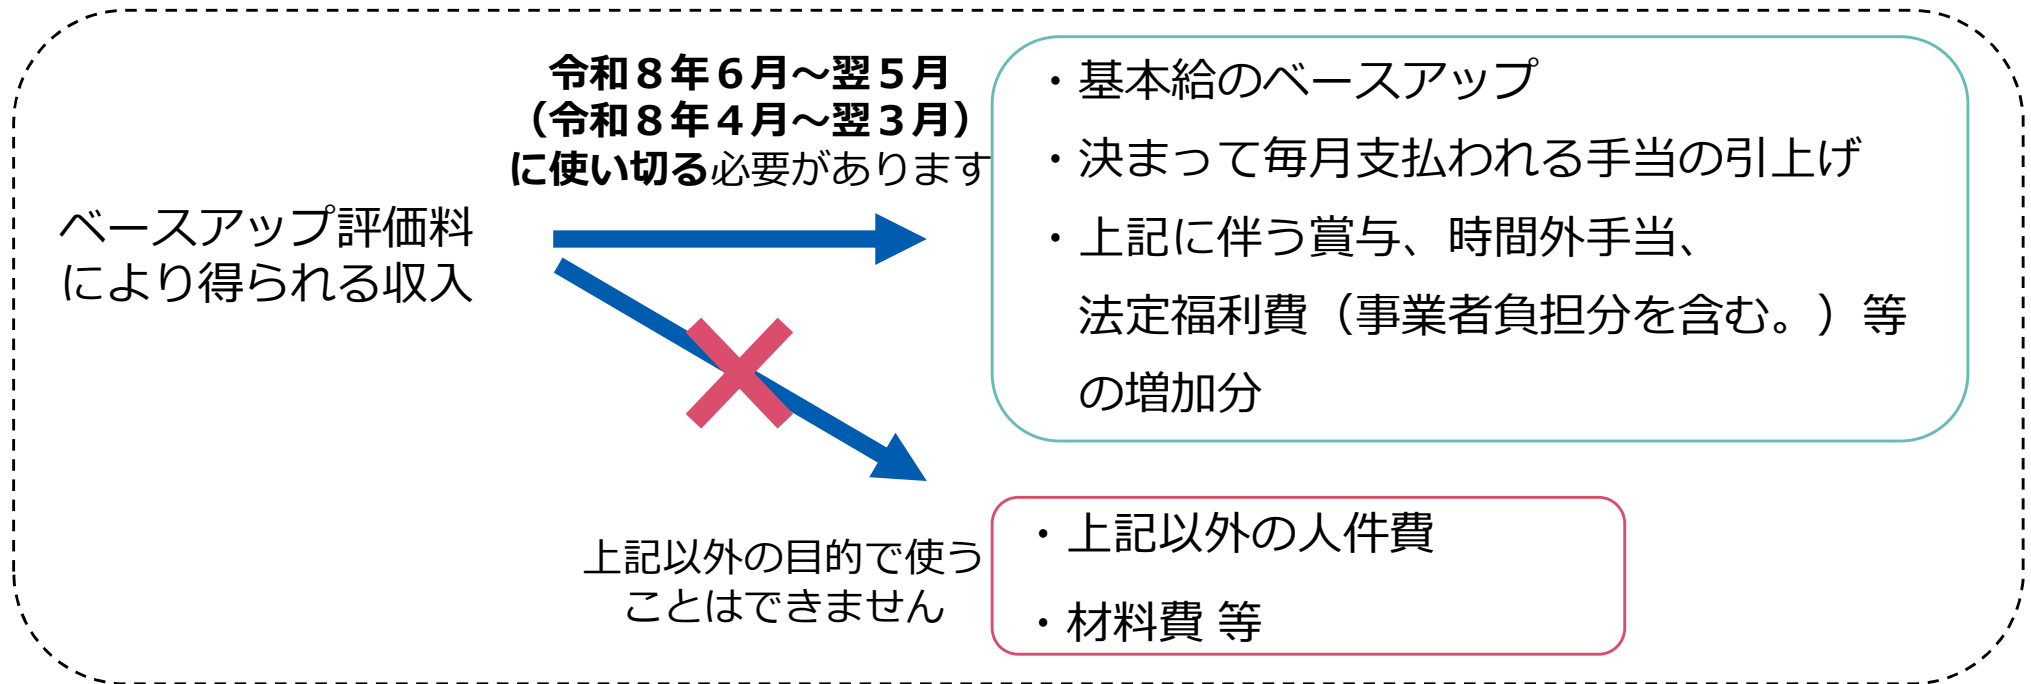 ベースアップ評価料
により得られる収入
令和８年６月～翌５月
（令和８年４月～翌３月）
に使い切る必要があります
・基本給のベースアップ
・決まって毎月支払われる手当の引上げ
・上記に伴う賞与、時間外手当、
法定福利費（事業者負担分を含む。）等
の増加分
上記以外の目的で使う
ことはできません
・上記以外の人件費
・材料費 等